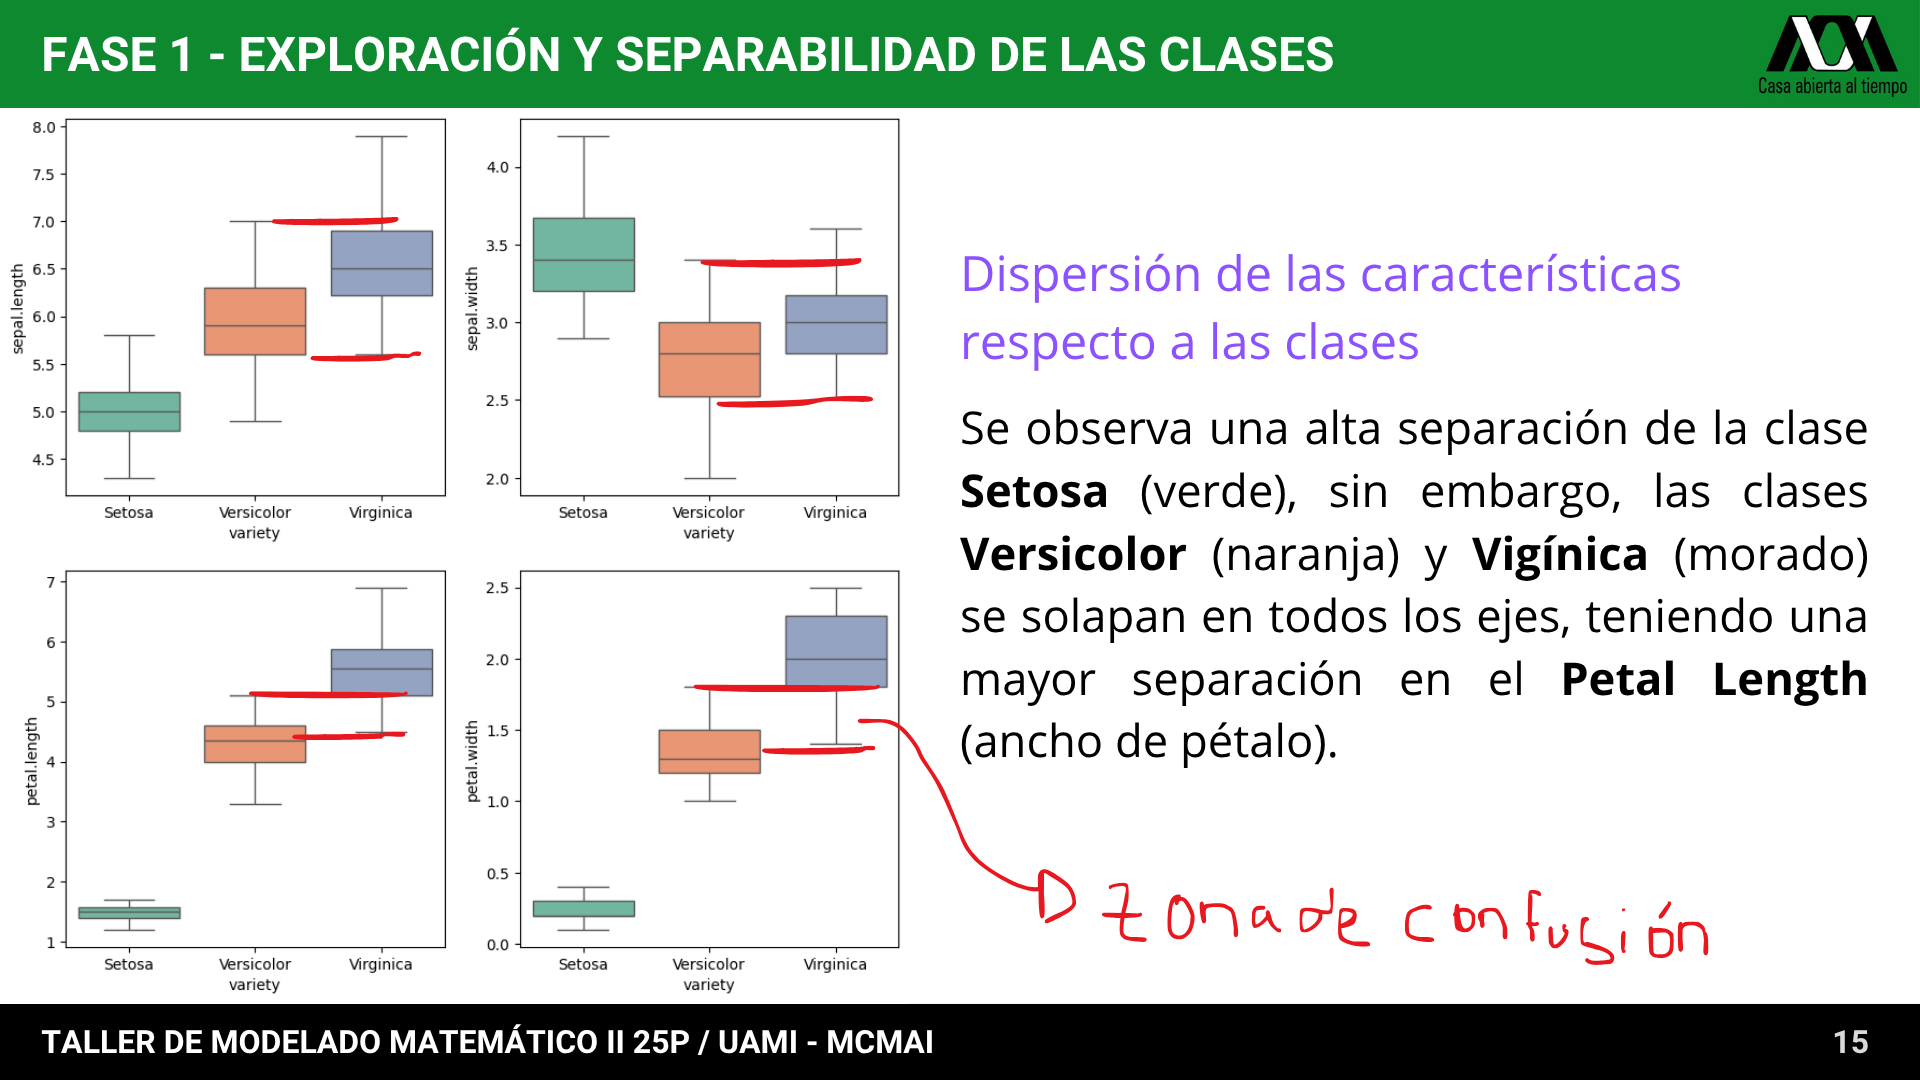 FASE 1 - EXPLORACIÓN Y SEPARABILIDAD DE LAS CLASES
Casa abierta al tiempo
8.0
7.5
7.0
6.5
6.0
5.5
5.0
4.5
sepal.length
Setosa Versicolor Virginica
variety
4.0
3.5
3.0
2.5
2.0
sepal.width
Setosa Versicolor Virginica
variety
7
6
5
4
3
2
1
petal.length
Setosa Versicolor Virginica
variety
2.5
2.0
1.5
1.0
0.5
0.0
petal.width
Setosa Versicolor Virginica
variety
Dispersión de las características
respecto a las clases
Se observa una alta separación de la clase
Setosa (verde), sin embargo, las clases
Versicolor (naranja) y Vigínica (morado)
se solapan en todos los ejes, teniendo una
mayor separación en el Petal Length
(ancho de pétalo).
Zona de confusión
TALLER DE MODELADO MATEMÁTICO II 25P / UAMI - MCMAI
15